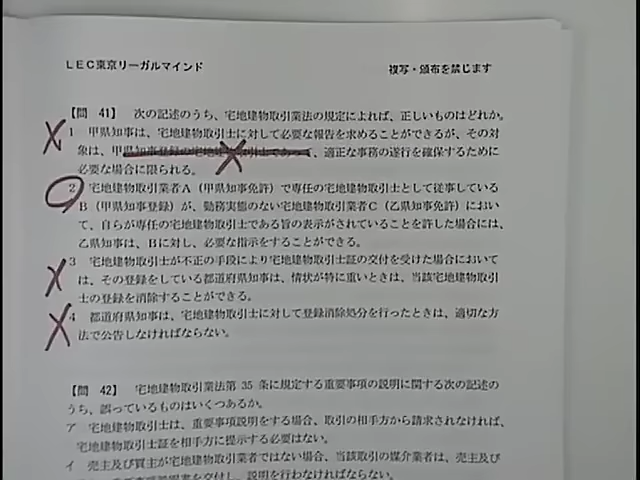 LEC東京リーガルマインド
複写・頒布を禁じます
【問 41】 次の記述のうち、宅地建物取引業法の規定によれば、正しいものはどれか。
1 甲県知事は、宅地建物取引士に対して必要な報告を求めることができるが、その対
象は、甲県知事登録の宅地建物取引士であって、適正な事務の遂行を確保するために
必要な場合に限られる。
2 宅地建物取引業者A(甲県知事免許)で専任の宅地建物取引士として従事している
B(甲県知事登録)が、勤務実態のない宅地建物取引業者C(乙県知事免許)におい
て、自らが専任の宅地建物取引士である旨の表示がされていることを許した場合には、
乙県知事は、Bに対し、必要な指示をすることができる。
3 宅地建物取引士が不正の手段により宅地建物取引士証の交付を受けた場合において
は、その登録をしている都道府県知事は、情状が特に重いときは、当該宅地建物取引
士の登録を消除することができる。
4 都道府県知事は、宅地建物取引士に対して登録消除処分を行ったときは、適切な方
法で公告しなければならない。
【問 42】 宅地建物取引業法第 35 条に規定する重要事項の説明に関する次の記述の
うち、誤っているものはいくつあるか。
ア 宅地建物取引士は、重要事項説明をする場合、取引の相手方から請求されなければ、
宅地建物取引士証を相手方に提示する必要はない。
イ 売主及び買主が宅地建物取引業者ではない場合、当該取引の媒介業者は、売主及び